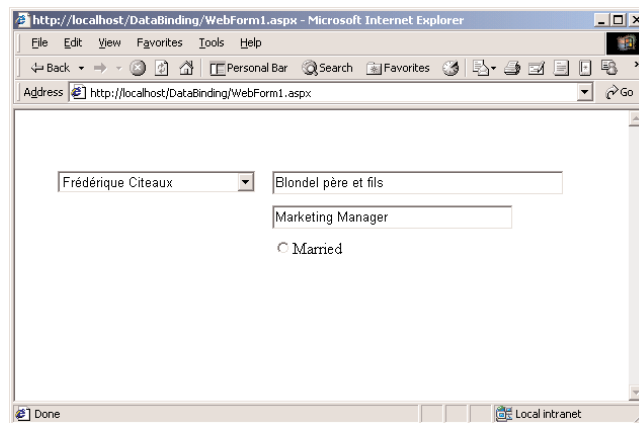 http://localhost/DataBinding/WebForm1.aspx - Microsoft Internet Explorer
File Edit View Favorites Tools Help
Back Personal Bar Search Favorites
Address http://localhost/DataBinding/WebForm1.aspx Go
Frédérique Citeaux Blondel père et fils
Marketing Manager
Married
Done Local intranet